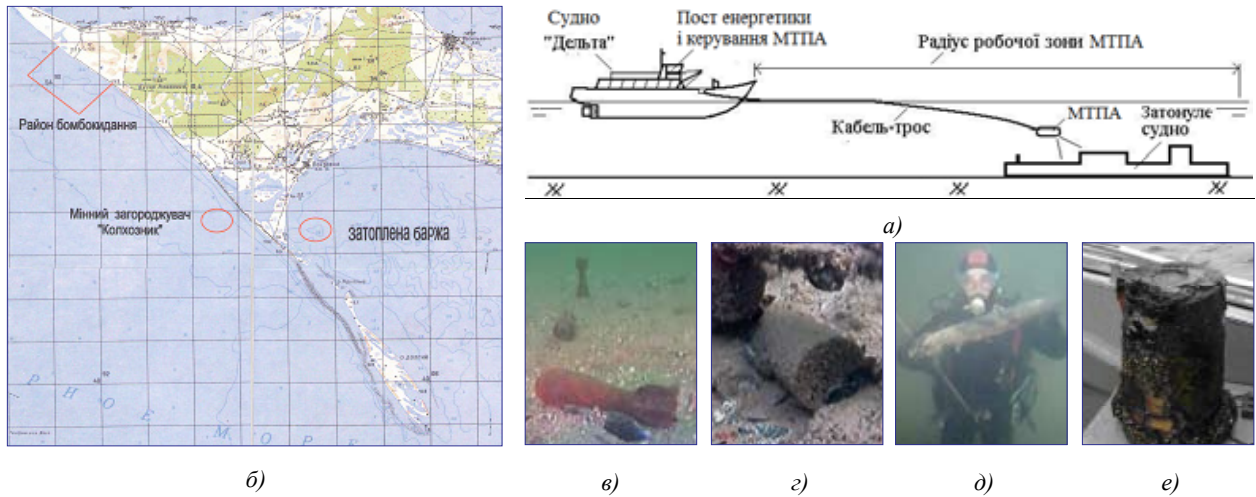 Район бомбокидання
Мінний загороджувач
"Колхозник"
затоплена баржа
Р Н О Е
М О Р Е
б)
Судно
"Дельта"
Пост енергетики
і керування МТПА
Радіус робочої зони МТПА
Кабель-трос
МТПА
Затонуле
судно
а)
в)
г)
д)
е)